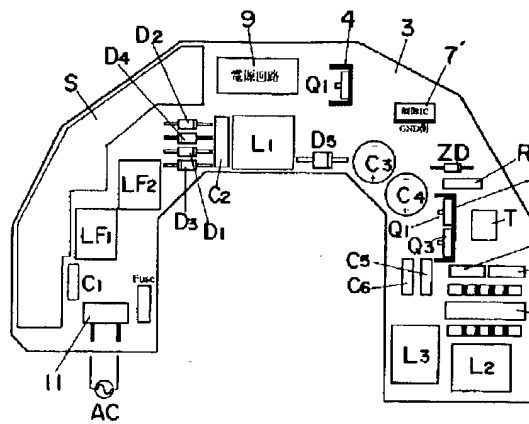 D2
D4
S
9
電源回路
4
Q1
3
7'
制御IC
GND側
L1
D5
C3
C4
ZD
R
C2
D3
D1
LF2
LF1
Q1
Q3
T
C5
C6
C1
Fuse
L3
L2
11
AC